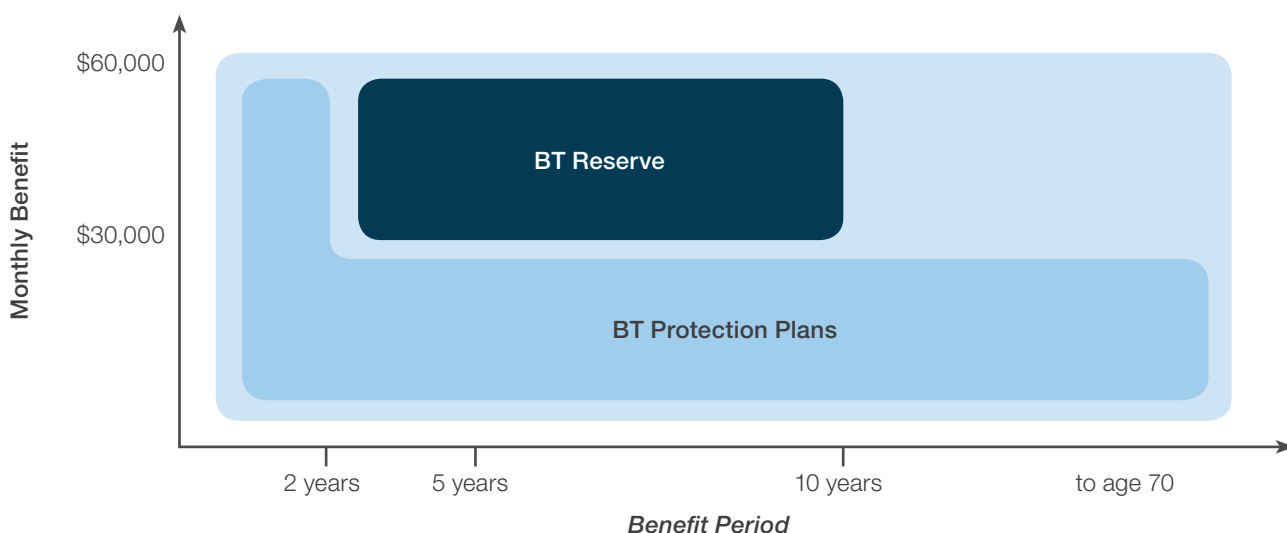 Monthly Benefit
$60,000
$30,000
BT Reserve
BT Protection Plans
2 years
5 years
10 years
to age 70
Benefit Period